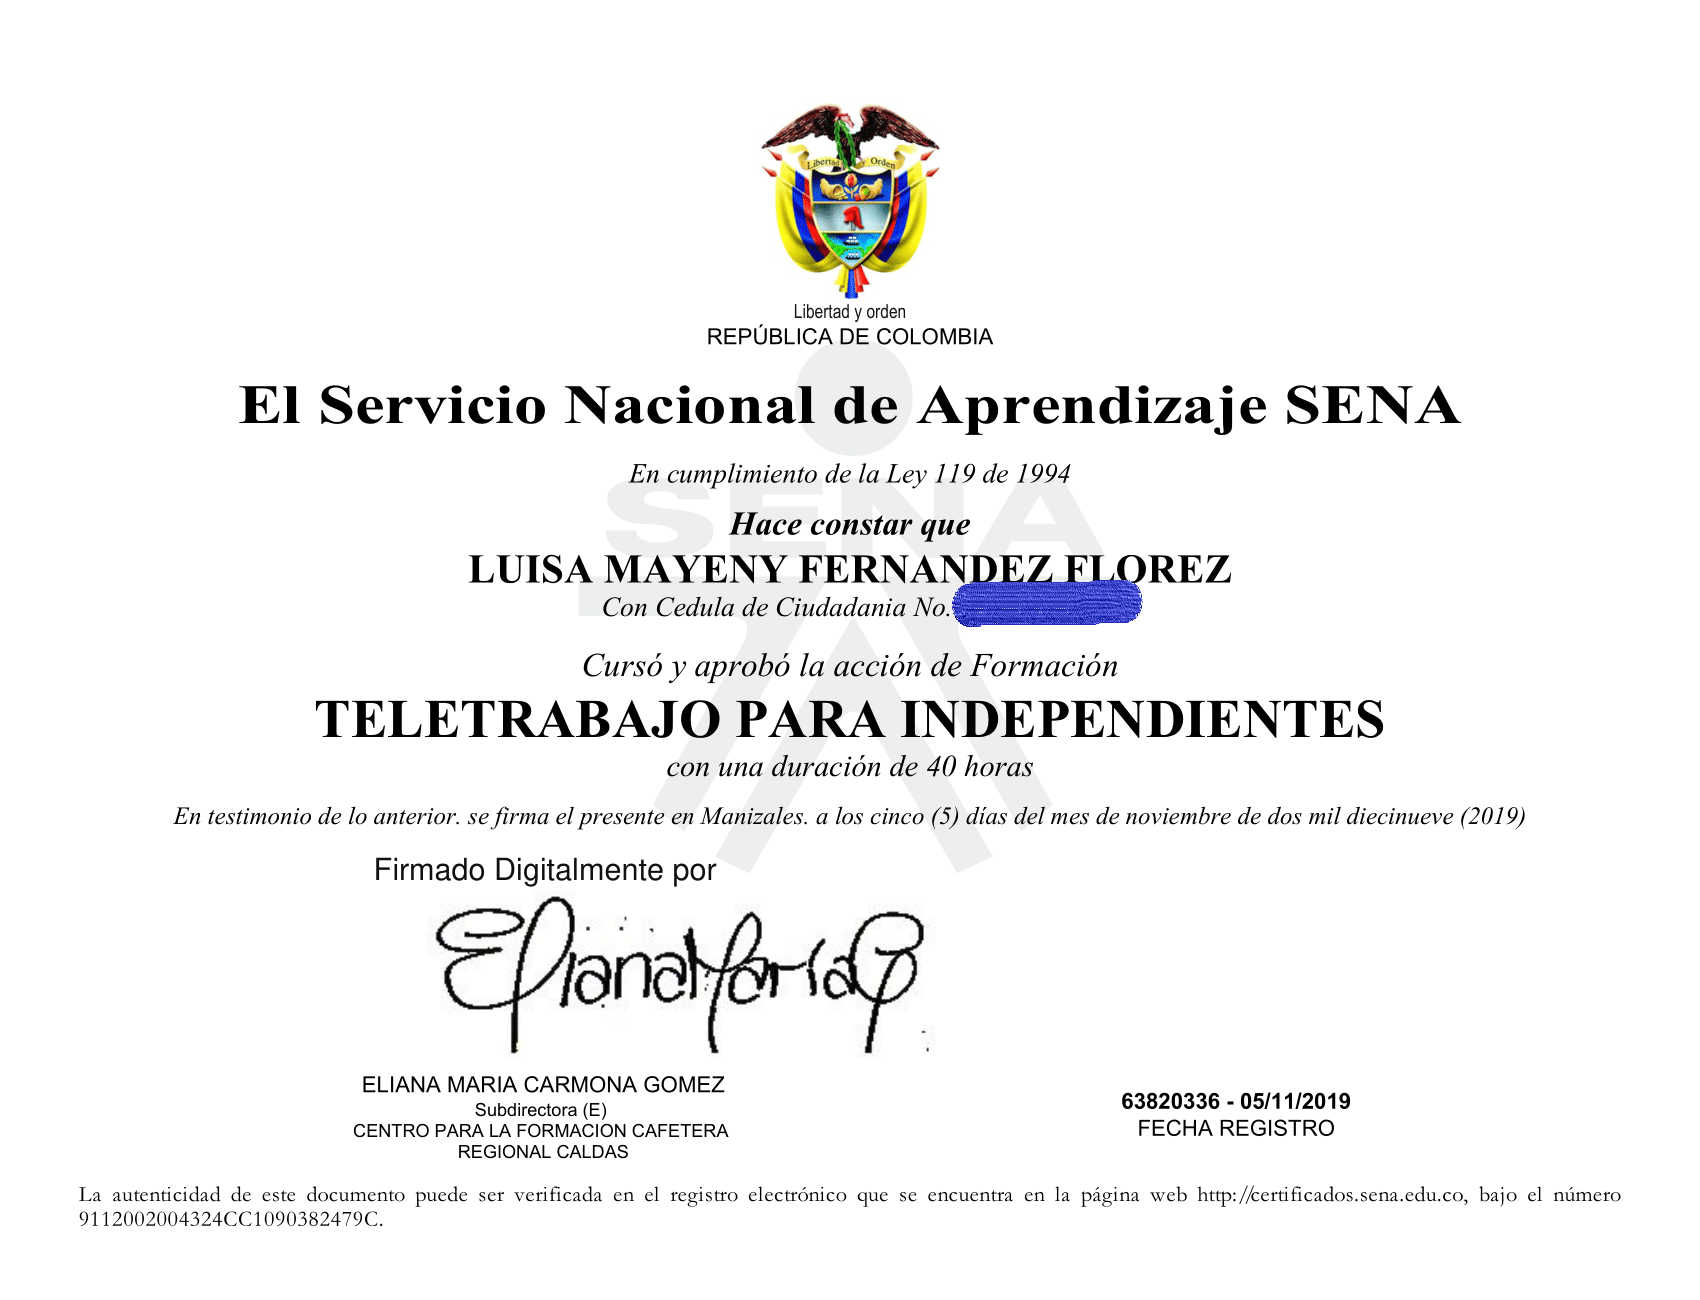 Libertad y Orden
Libertad y orden
REPÚBLICA DE COLOMBIA
El Servicio Nacional de Aprendizaje SENA
En cumplimiento de la Ley 119 de 1994
SENA
Hace constar que
LUISA MAYENY FERNANDEZ FLOREZ
Con Cedula de Ciudadania No.
Cursó y aprobó la acción de Formación
TELETRABAJO PARA INDEPENDIENTES
con una duración de 40 horas
En testimonio de lo anterior. se firma el presente en Manizales. a los cinco (5) días del mes de noviembre de dos mil diecinueve (2019)
Firmado Digitalmente por
Eliana María G
ELIANA MARIA CARMONA GOMEZ
Subdirectora (E)
CENTRO PARA LA FORMACION CAFETERA
REGIONAL CALDAS
63820336 - 05/11/2019
FECHA REGISTRO
La autenticidad de este documento puede ser verificada en el registro electrónico que se encuentra en la página web http://certificados.sena.edu.co, bajo el número
9112002004324CC1090382479C.